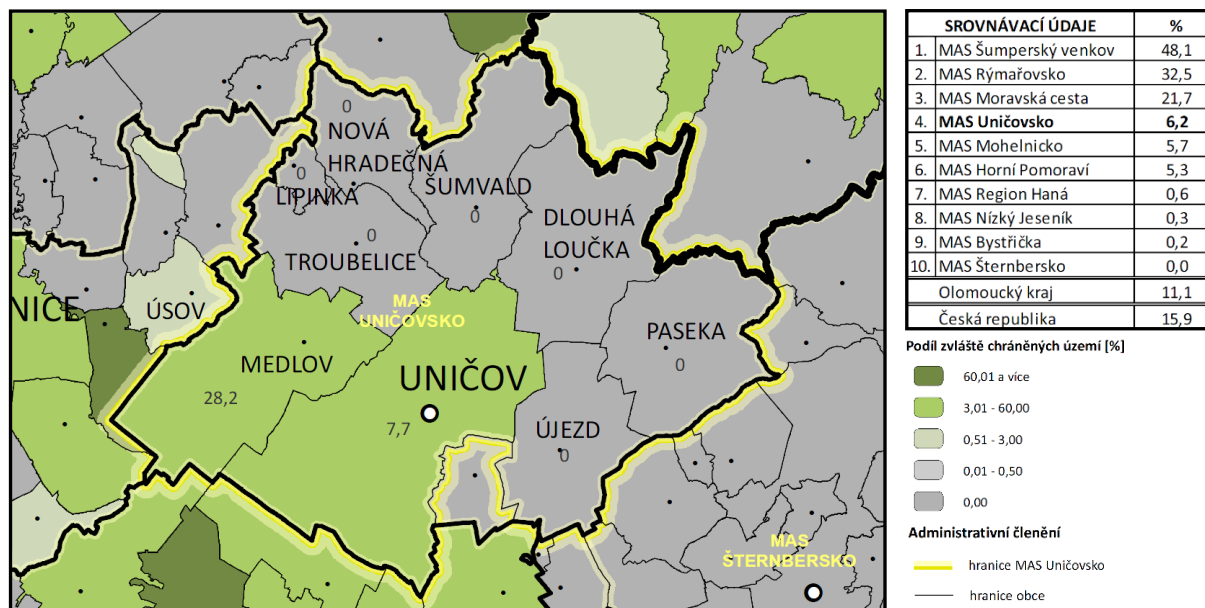 0
NOVÁ
HRADEČNÁ
0
LIPINKA
ŠUMVALD
0
DLOUHÁ
LOUČKA
0
0
TROUBELICE
NICE
ÚSOV
MAS
UNIČOVSKO
PASEKA
0
MEDLOV
28,2
UNIČOV
7,7
ÚJEZD
0
MAS
ŠTERNBERSKO
SROVNÁVACÍ ÚDAJE %
1. MAS Šumperský venkov 48,1
2. MAS Rýmařovsko 32,5
3. MAS Moravská cesta 21,7
4. MAS Uničovsko 6,2
5. MAS Mohelnicko 5,7
6. MAS Horní Pomoraví 5,3
7. MAS Region Haná 0,6
8. MAS Nízký Jeseník 0,3
9. MAS Bystřička 0,2
10. MAS Šternbersko 0,0
Olomoucký kraj 11,1
Česká republika 15,9
Podíl zvláště chráněných území [%]
60,01 a více
3,01 - 60,00
0,51 - 3,00
0,01 - 0,50
0,00
Administrativní členění
hranice MAS Uničovsko
hranice obce